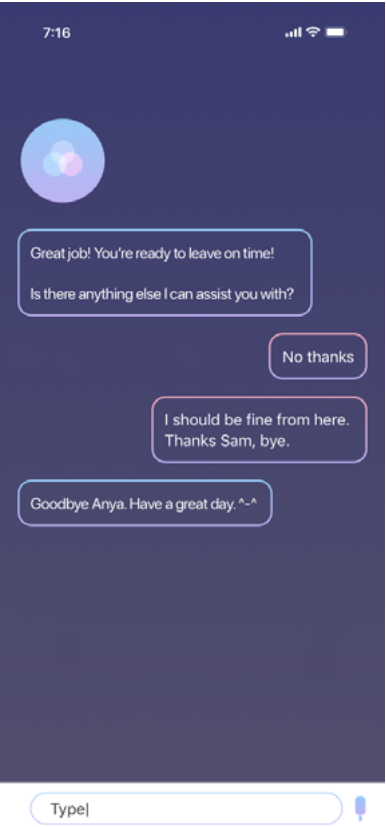 7:16
Great job! You're ready to leave on time!
Is there anything else I can assist you with?
No thanks
I should be fine from here.
Thanks Sam, bye.
Goodbye Anya. Have a great day. ^-^
Type|